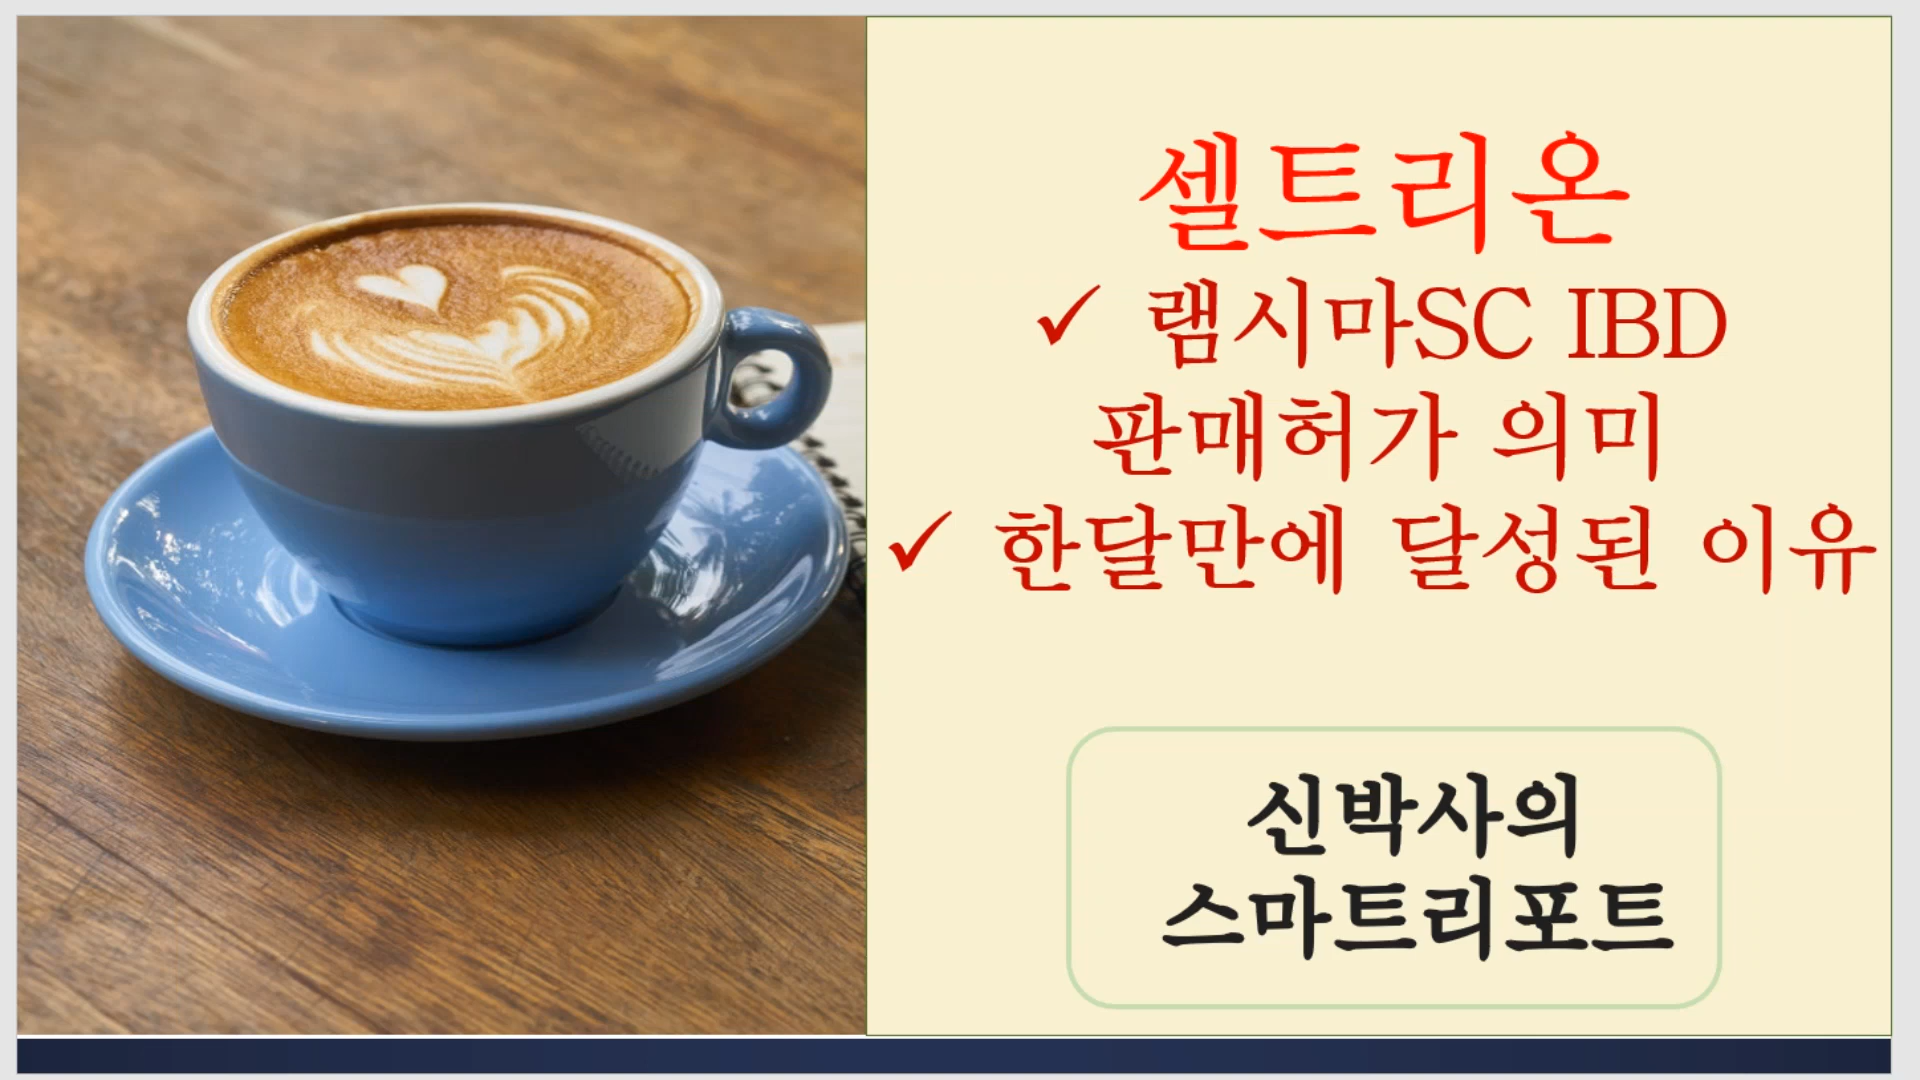 셀트리온
✓ 램시마SC IBD
판매허가 의미
✓ 한달만에 달성된 이유
신박사의
스마트리포트